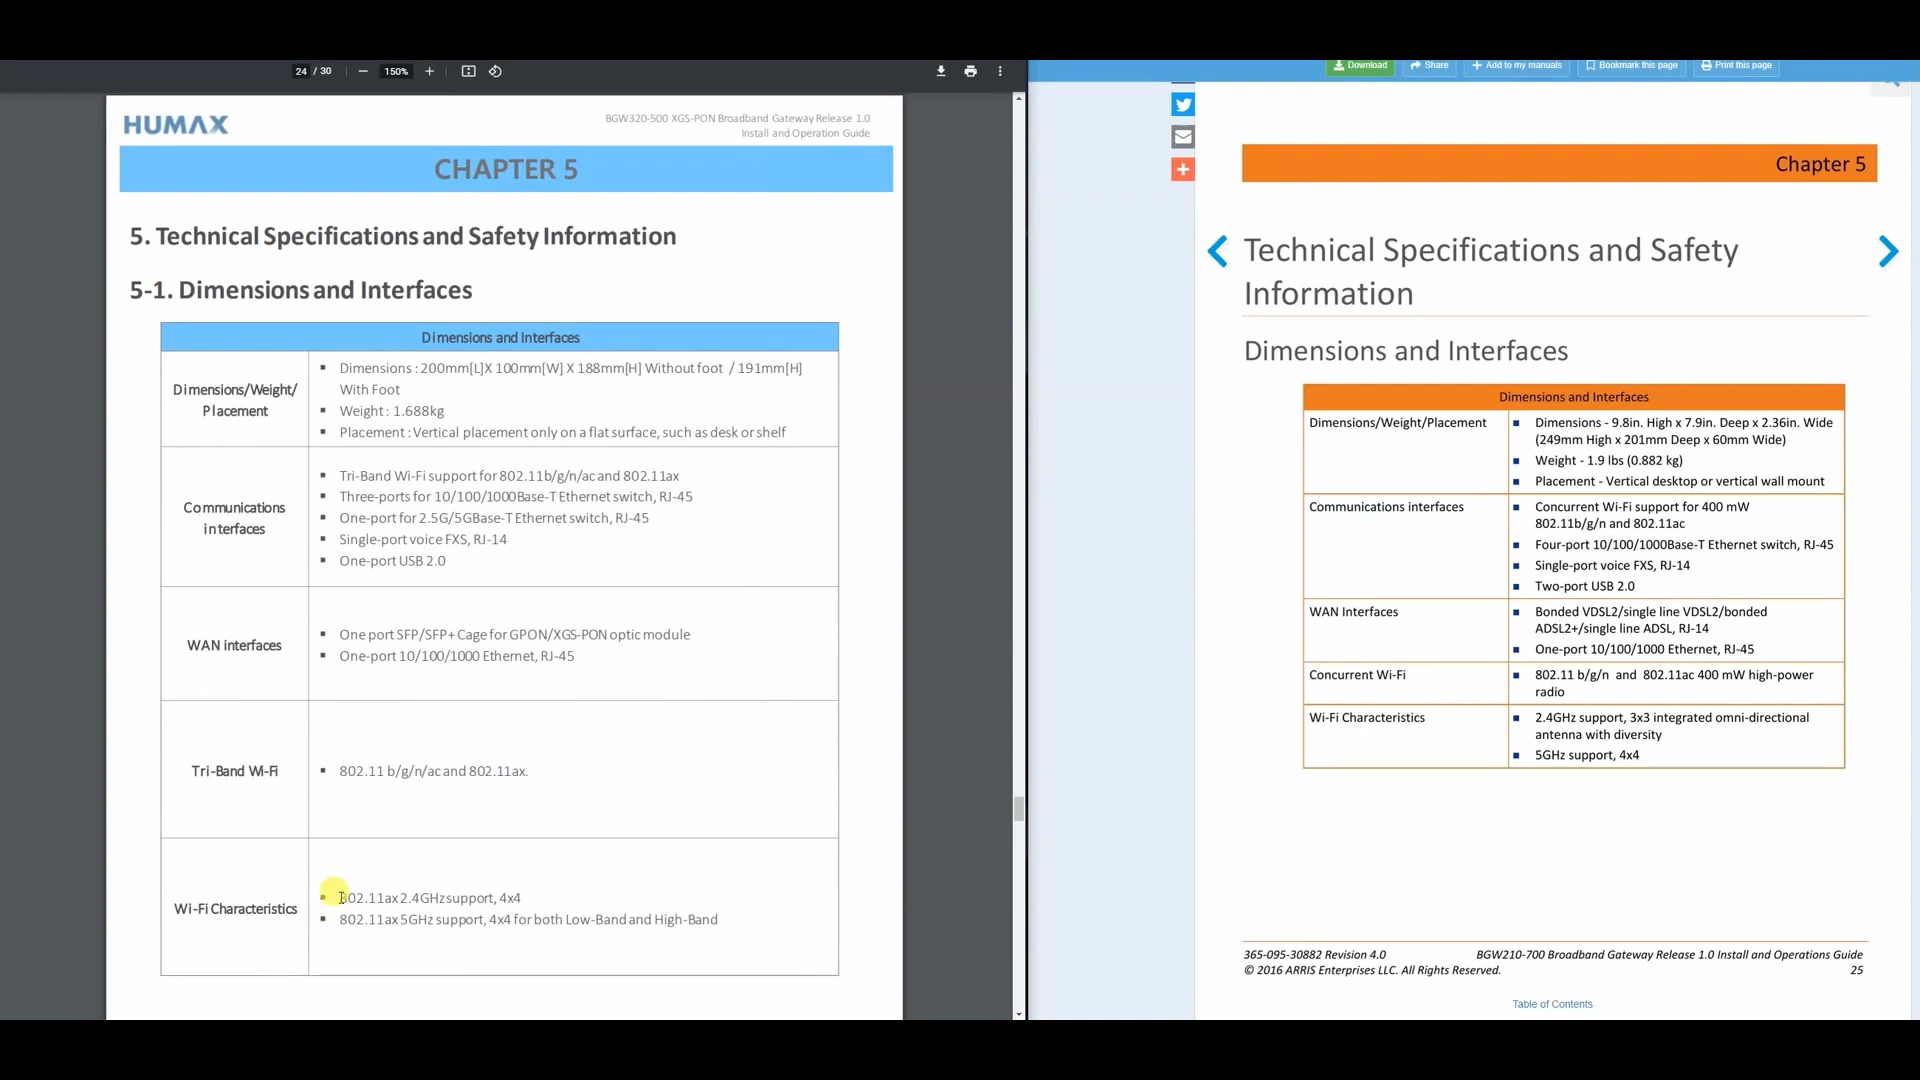 24 / 30
150%
HUMAX
BGW320-500 XGS-PON Broadband Gateway Release 1.0
Install and Operation Guide
CHAPTER 5
5. Technical Specifications and Safety Information
5-1. Dimensions and Interfaces
Dimensions and Interfaces
Dimensions/Weight/
Placement
Dimensions : 200mm[L]X 100mm[W] X 188mm[H] Without foot / 191mm[H]
With Foot
Weight : 1.688kg
Placement : Vertical placement only on a flat surface, such as desk or shelf
Communications
interfaces
Tri-Band Wi-Fi support for 802.11b/g/n/ac and 802.11ax
Three-ports for 10/100/1000Base-T Ethernet switch, RJ-45
One-port for 2.5G/5GBase-T Ethernet switch, RJ-45
Single-port voice FXS, RJ-14
One-port USB 2.0
WAN interfaces
One port SFP/SFP+ Cage for GPON/XGS-PON optic module
One-port 10/100/1000 Ethernet, RJ-45
Tri-Band Wi-Fi
802.11 b/g/n/ac and 802.11ax.
Wi-Fi Characteristics
802.11ax 2.4GHz support, 4x4
802.11ax 5GHz support, 4x4 for both Low-Band and High-Band
Download
Share
Add to my manuals
Bookmark this page
Print this page
Chapter 5
Technical Specifications and Safety
Information
Dimensions and Interfaces
Dimensions and Interfaces
Dimensions/Weight/Placement
Dimensions - 9.8in. High x 7.9in. Deep x 2.36in. Wide
(249mm High x 201mm Deep x 60mm Wide)
Weight - 1.9 lbs (0.882 kg)
Placement - Vertical desktop or vertical wall mount
Communications interfaces
Concurrent Wi-Fi support for 400 mW
802.11b/g/n and 802.11ac
Four-port 10/100/1000Base-T Ethernet switch, RJ-45
Single-port voice FXS, RJ-14
Two-port USB 2.0
WAN Interfaces
Bonded VDSL2/single line VDSL2/bonded
ADSL2+/single line ADSL, RJ-14
One-port 10/100/1000 Ethernet, RJ-45
Concurrent Wi-Fi
802.11 b/g/n and 802.11ac 400 mW high-power
radio
Wi-Fi Characteristics
2.4GHz support, 3x3 integrated omni-directional
antenna with diversity
5GHz support, 4x4
365-095-30882 Revision 4.0
BGW210-700 Broadband Gateway Release 1.0 Install and Operations Guide
© 2016 ARRIS Enterprises LLC. All Rights Reserved.
25
Table of Contents